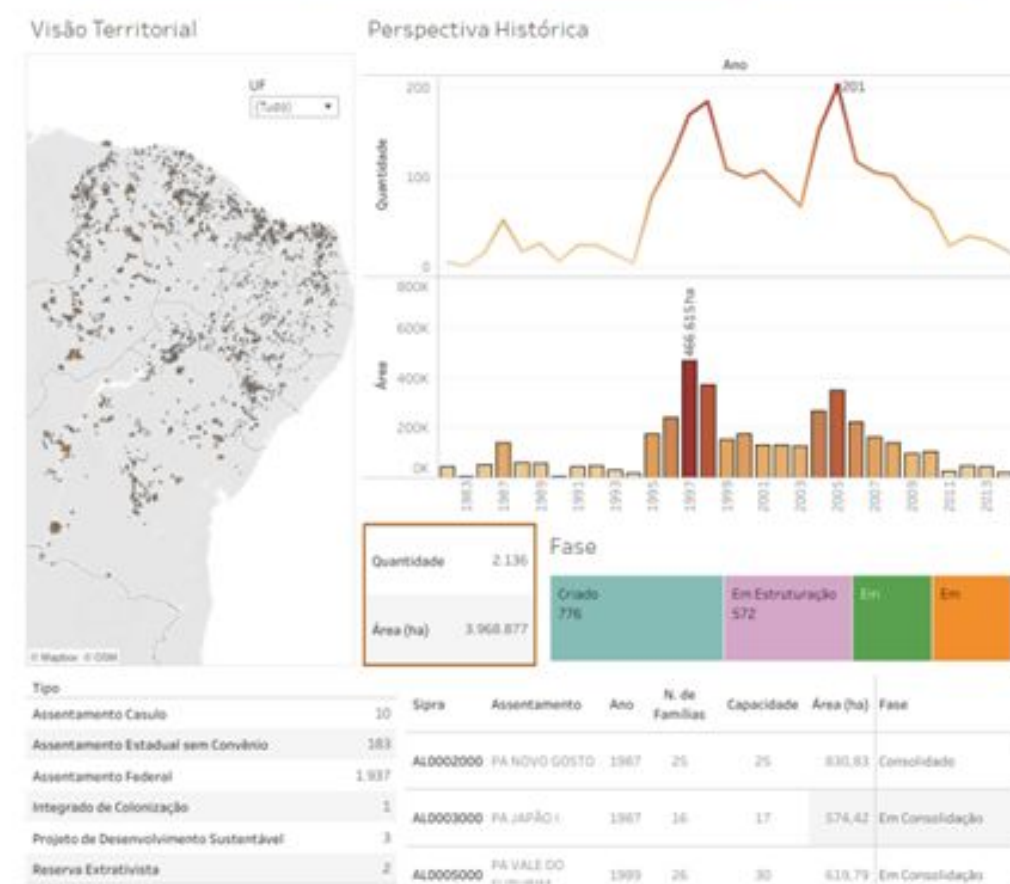 Visão Territorial
UF
(Tudo)
© Mapbox © OSM
Perspectiva Histórica
Ano
Quantidade
200
100
0
201
Área
800K
600K
400K
200K
0K
466.615 ha
1983
1987
1989
1991
1993
1995
1997
1999
2001
2003
2005
2007
2009
2011
2013
Quantidade 2.136
Área (ha) 3.968.877
Fase
Criado
776
Em Estruturação
572
Em
Em
Tipo
Assentamento Casulo 10
Assentamento Estadual sem Convênio 183
Assentamento Federal 1.937
Integrado de Colonização 1
Projeto de Desenvolvimento Sustentável 3
Reserva Extrativista 2
Sipra Assentamento Ano N. de Famílias Capacidade Área (ha) Fase
AL0002000 PA NOVO GOSTO 1987 25 25 830,83 Consolidado
AL0003000 PA JAPÃO I 1987 16 17 574,42 Em Consolidação
AL0005000 PA VALE DO 1989 26 30 619,79 Em Consolidação